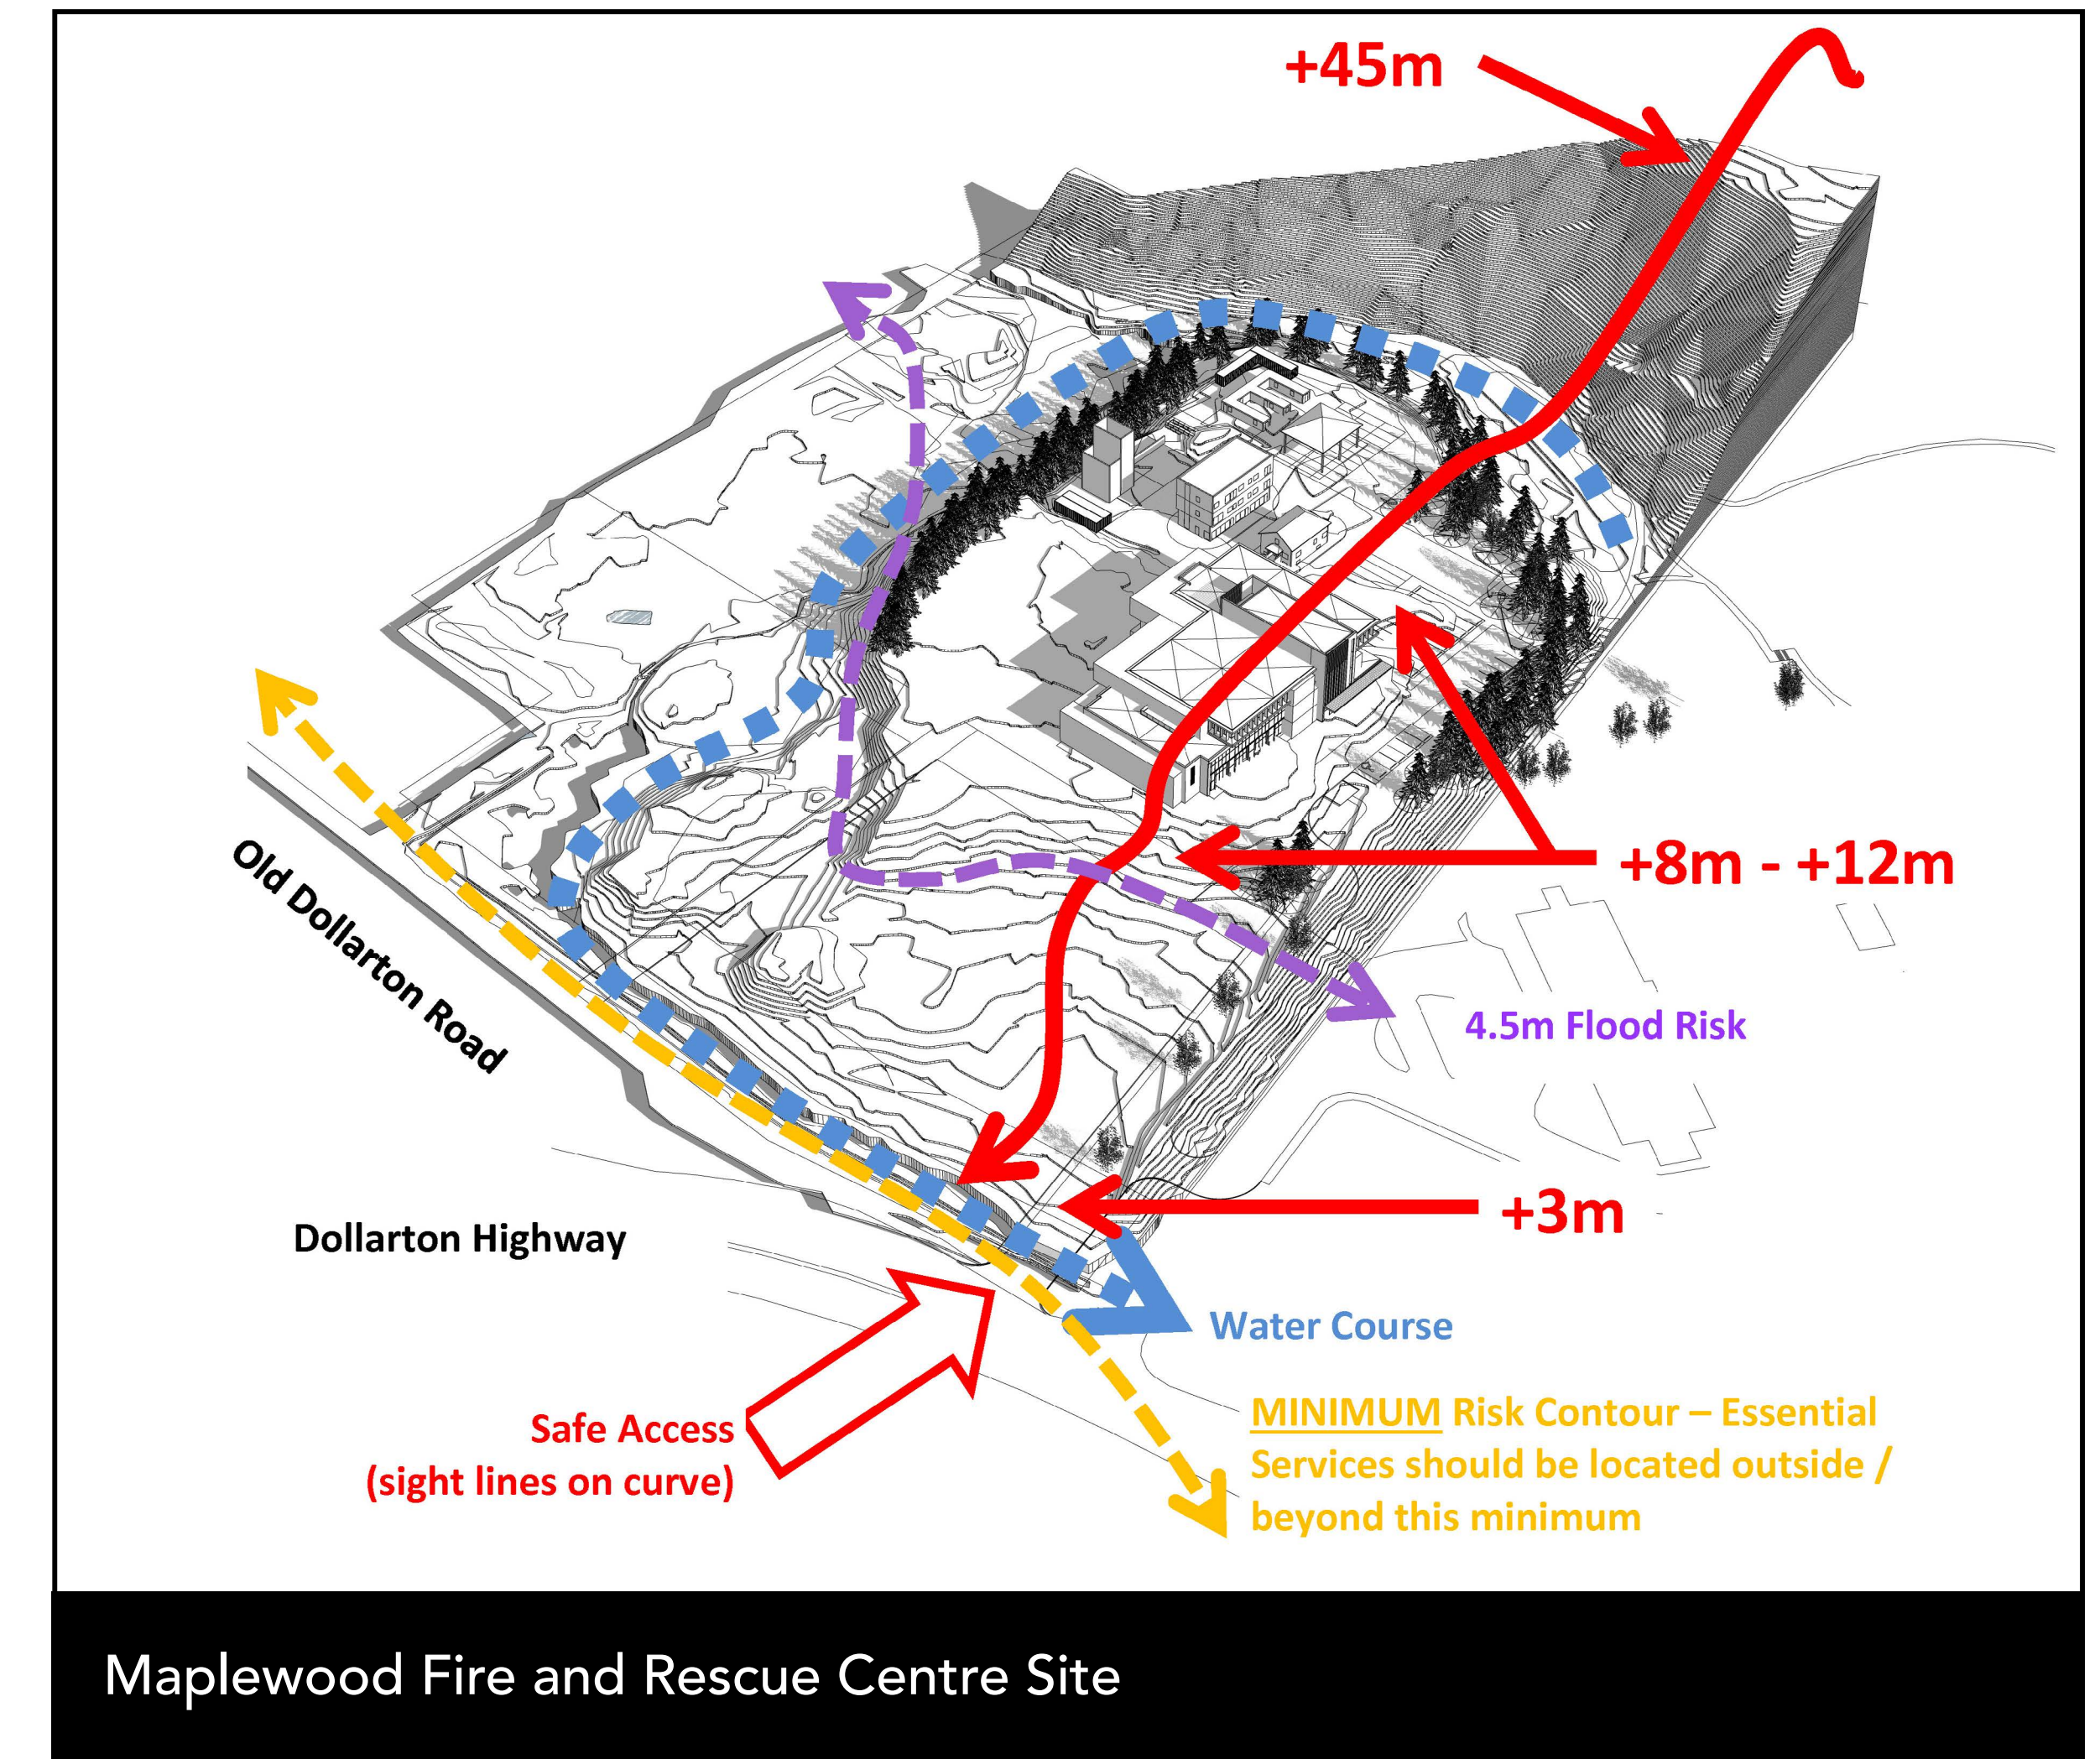 +45m
Old Dollarton Road
+8m - +12m
4.5m Flood Risk
+3m
Dollarton Highway
Water Course
Safe Access
(sight lines on curve)
MINIMUM Risk Contour – Essential
Services should be located outside /
beyond this minimum
Maplewood Fire and Rescue Centre Site